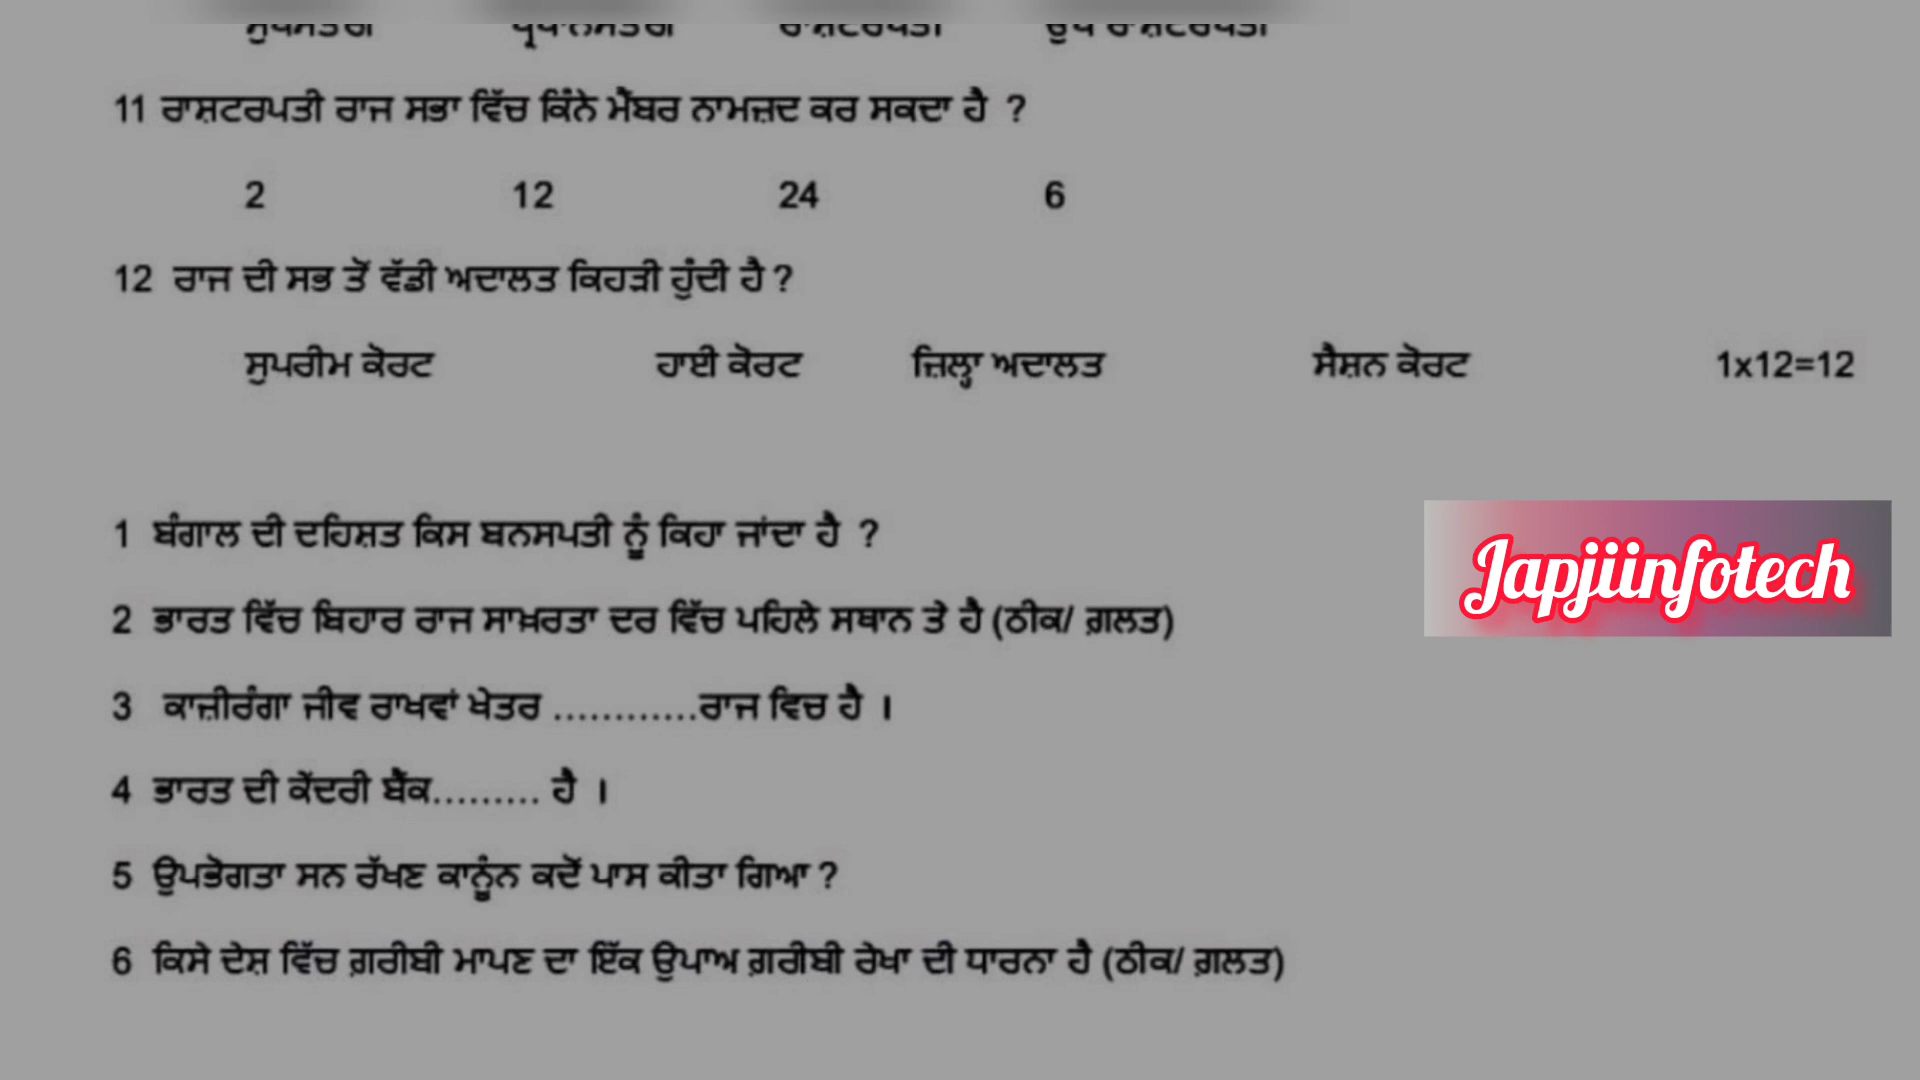 11 ਰਾਸ਼ਟਰਪਤੀ ਰਾਜ ਸਭਾ ਵਿੱਚ ਕਿੰਨੇ ਮੈਂਬਰ ਨਾਮਜ਼ਦ ਕਰ ਸਕਦਾ ਹੈ ?
2 12 24 6
12 ਰਾਜ ਦੀ ਸਭ ਤੋਂ ਵੱਡੀ ਅਦਾਲਤ ਕਿਹੜੀ ਹੁੰਦੀ ਹੈ ?
ਸੁਪਰੀਮ ਕੋਰਟ ਹਾਈ ਕੋਰਟ ਜ਼ਿਲ੍ਹਾ ਅਦਾਲਤ ਸੈਸ਼ਨ ਕੋਰਟ 1x12=12
1 ਬੰਗਾਲ ਦੀ ਦਹਿਸ਼ਤ ਕਿਸ ਬਨਸਪਤੀ ਨੂੰ ਕਿਹਾ ਜਾਂਦਾ ਹੈ ?
Japjiinfotech
2 ਭਾਰਤ ਵਿੱਚ ਬਿਹਾਰ ਰਾਜ ਸਾਖ਼ਰਤਾ ਦਰ ਵਿੱਚ ਪਹਿਲੇ ਸਥਾਨ ਤੇ ਹੈ (ਠੀਕ/ ਗ਼ਲਤ)
3 ਕਾਜ਼ੀਰੰਗਾ ਜੀਵ ਰਾਖਵਾਂ ਖੇਤਰ ............ਰਾਜ ਵਿਚ ਹੈ ।
4 ਭਾਰਤ ਦੀ ਕੇਂਦਰੀ ਬੈਂਕ......... ਹੈ ।
5 ਉਪਭੋਗਤਾ ਸਨ ਰੱਖਣ ਕਾਨੂੰਨ ਕਦੋਂ ਪਾਸ ਕੀਤਾ ਗਿਆ ?
6 ਕਿਸੇ ਦੇਸ਼ ਵਿੱਚ ਗ਼ਰੀਬੀ ਮਾਪਣ ਦਾ ਇੱਕ ਉਪਾਅ ਗ਼ਰੀਬੀ ਰੇਖਾ ਦੀ ਧਾਰਨਾ ਹੈ (ਠੀਕ/ ਗ਼ਲਤ)